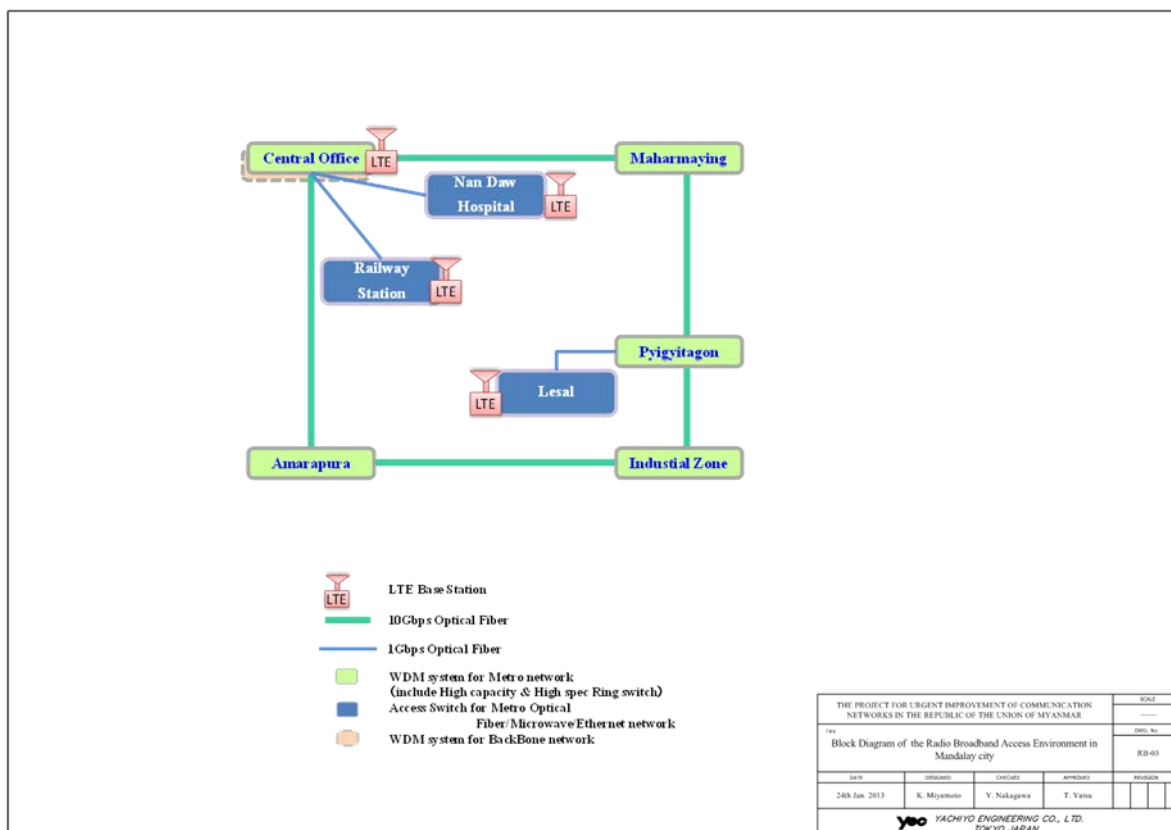 Central Office
LTE
Maharmaying
Nan Daw
Hospital
LTE
Railway
Station
LTE
Pyigyitagon
Lesal
LTE
Amarapura
Industial Zone
LTE
LTE Base Station
10Gbps Optical Fiber
1Gbps Optical Fiber
WDM system for Metro network
(include High capacity & High spec Ring switch)
Access Switch for Metro Optical
Fiber/Microwave/Ethernet network
WDM system for BackBone network
THE PROJECT FOR URGENT IMPROVEMENT OF COMMUNICATION
NETWORKS IN THE REPUBLIC OF THE UNION OF MYANMAR
SCALE
Title
Block Diagram of the Radio Broadband Access Environment in
Mandalay city
DWG. No.
RB-03
DATE
DESIGNED
CHECKED
APPROVED
REVISION
24th Jan. 2013
K. Miyamoto
Y. Nakagawa
T. Yatsu
yec YACHIYO ENGINEERING CO., LTD.
TOKYO JAPAN